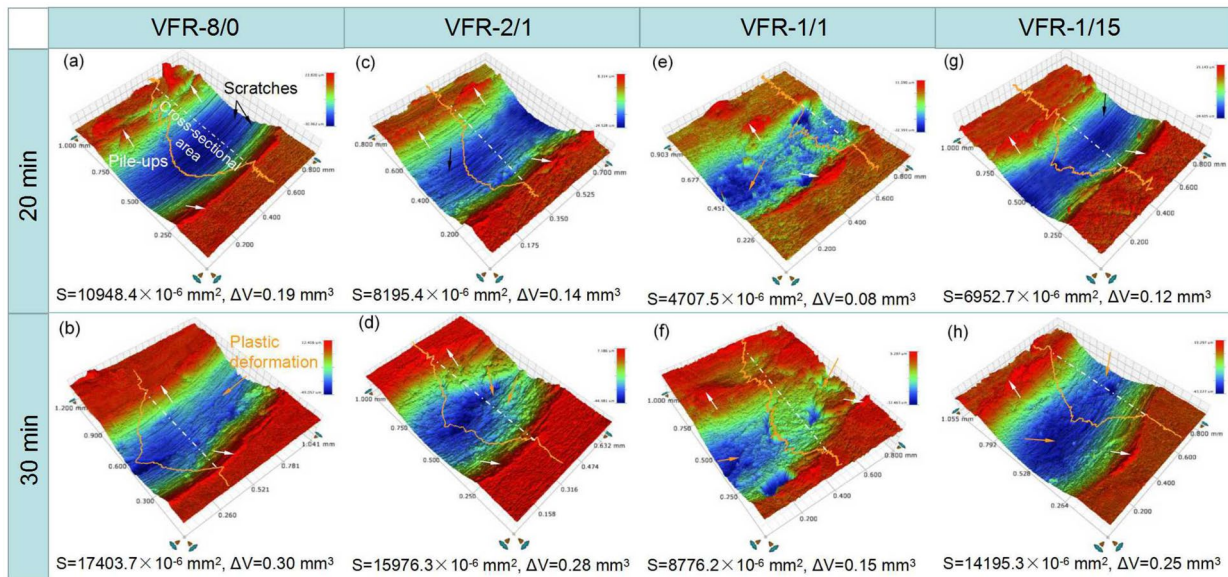 VFR-8/0
VFR-2/1
VFR-1/1
VFR-1/15
20 min
(a)
Scratches
Cross-sectional
area
Pile-ups
1.000 mm
0.750
0.500
0.250
0.800 mm
0.600
0.400
0.200
S=10948.4×10⁻⁶ mm², ΔV=0.19 mm³
(c)
0.800 mm
0.600
0.400
0.200
0.700 mm
0.525
0.350
0.175
S=8195.4×10⁻⁶ mm², ΔV=0.14 mm³
(e)
0.903 mm
0.677
0.451
0.226
0.800 mm
0.600
0.400
0.200
S=4707.5×10⁻⁶ mm², ΔV=0.08 mm³
(g)
1.000 mm
0.750
0.500
0.250
0.800 mm
0.600
0.400
0.200
S=6952.7×10⁻⁶ mm², ΔV=0.12 mm³
30 min
(b)
Plastic
deformation
1.200 mm
0.900
0.600
0.300
1.041 mm
0.781
0.521
0.260
S=17403.7×10⁻⁶ mm², ΔV=0.30 mm³
(d)
1.000 mm
0.755
0.500
0.250
0.632 mm
0.474
0.316
0.158
S=15976.3×10⁻⁶ mm², ΔV=0.28 mm³
(f)
1.000 mm
0.250
0.800 mm
0.600
0.400
0.200
S=8776.2×10⁻⁶ mm², ΔV=0.15 mm³
(h)
1.055 mm
0.528
0.264
0.800 mm
0.600
0.400
0.200
S=14195.3×10⁻⁶ mm², ΔV=0.25 mm³